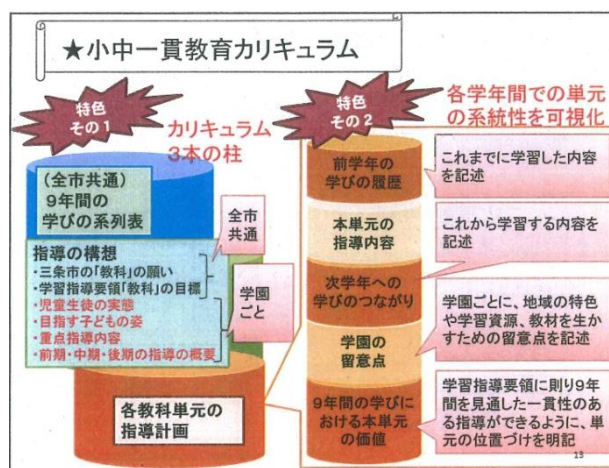 ★小中一貫教育カリキュラム
特色
その1
カリキュラム
3本の柱
(全市共通)
9年間の
学びの系列表
全市
共通
指導の構想
・三条市の「教科」の願い
・学習指導要領「教科」の目標
・児童生徒の実態
・目指す子どもの姿
・重点指導内容
・前期・中期・後期の指導の概要
学園
ごと
各教科単元の
指導計画
特色
その2
各学年間での単元
の系統性を可視化
前学年の
学びの履歴
これまでに学習した内容
を記述
本単元の
指導内容
これから学習する内容を
記述
次学年への
学びのつながり
学園の
留意点
学園ごとに、地域の特色
や学習資源、教材を生か
すための留意点を記述
9年間の学びに
おける本単元
の価値
学習指導要領に則り9年
間を見通した一貫性の
ある指導ができるように、単
元の位置づけを明記
13